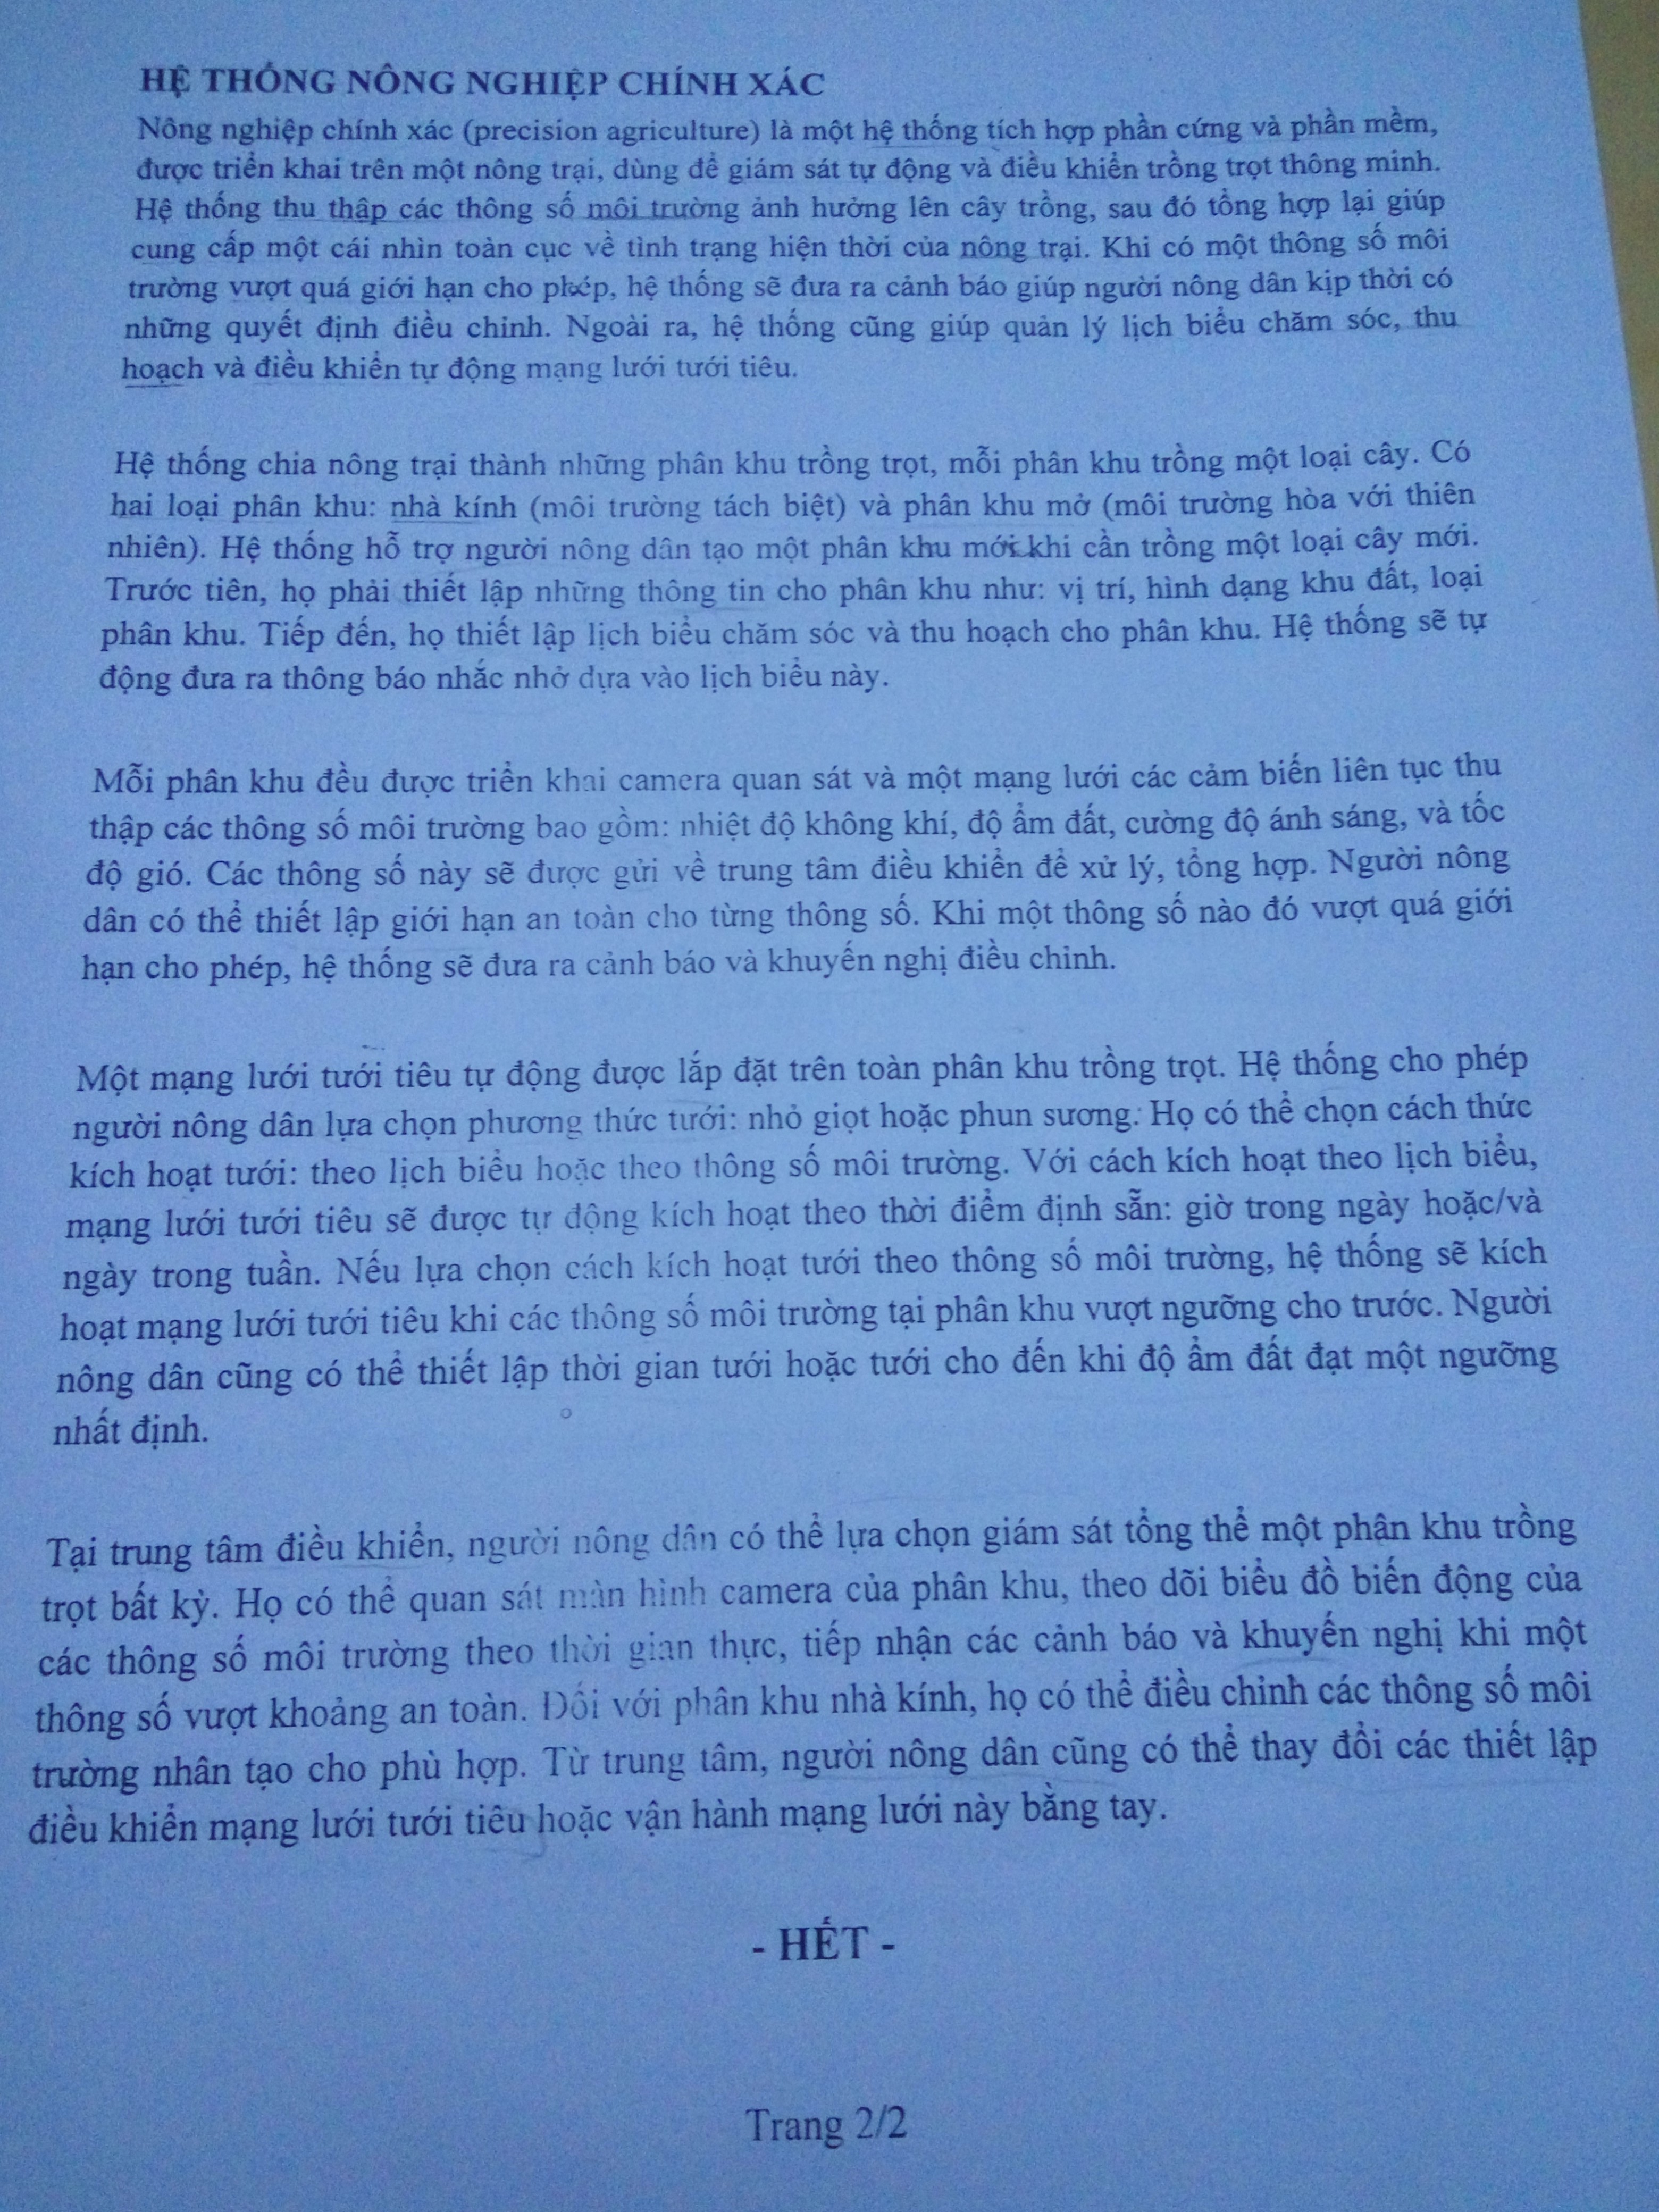 HỆ THỐNG NÔNG NGHIỆP CHÍNH XÁC
Nông nghiệp chính xác (precision agriculture) là một hệ thống tích hợp phần cứng và phần mềm,
được triển khai trên một nông trại, dùng để giám sát tự động và điều khiển trồng trọt thông minh.
Hệ thống thu thập các thông số môi trường ảnh hưởng lên cây trồng, sau đó tổng hợp lại giúp
cung cấp một cái nhìn toàn cục về tình trạng hiện thời của nông trại. Khi có một thông số môi
trường vượt quá giới hạn cho phép, hệ thống sẽ đưa ra cảnh báo giúp người nông dân kịp thời có
những quyết định điều chỉnh. Ngoài ra, hệ thống cũng giúp quản lý lịch biểu chăm sóc, thu
hoạch và điều khiển tự động mạng lưới tưới tiêu.
Hệ thống chia nông trại thành những phân khu trồng trọt, mỗi phân khu trồng một loại cây. Có
hai loại phân khu: nhà kính (môi trường tách biệt) và phân khu mở (môi trường hòa với thiên
nhiên). Hệ thống hỗ trợ người nông dân tạo một phân khu mới khi cần trồng một loại cây mới.
Trước tiên, họ phải thiết lập những thông tin cho phân khu như: vị trí, hình dạng khu đất, loại
phân khu. Tiếp đến, họ thiết lập lịch biểu chăm sóc và thu hoạch cho phân khu. Hệ thống sẽ tự
động đưa ra thông báo nhắc nhở dựa vào lịch biểu này.
Mỗi phân khu đều được triển khai camera quan sát và một mạng lưới các cảm biến liên tục thu
thập các thông số môi trường bao gồm: nhiệt độ không khí, độ ẩm đất, cường độ ánh sáng, và tốc
độ gió. Các thông số này sẽ được gửi về trung tâm điều khiển để xử lý, tổng hợp. Người nông
dân có thể thiết lập giới hạn an toàn cho từng thông số. Khi một thông số nào đó vượt quá giới
hạn cho phép, hệ thống sẽ đưa ra cảnh báo và khuyến nghị điều chỉnh.
Một mạng lưới tưới tiêu tự động được lắp đặt trên toàn phân khu trồng trọt. Hệ thống cho phép
người nông dân lựa chọn phương thức tưới: nhỏ giọt hoặc phun sương. Họ có thể chọn cách thức
kích hoạt tưới: theo lịch biểu hoặc theo thông số môi trường. Với cách kích hoạt theo lịch biểu,
mạng lưới tưới tiêu sẽ được tự động kích hoạt theo thời điểm định sẵn: giờ trong ngày hoặc/và
ngày trong tuần. Nếu lựa chọn cách kích hoạt tưới theo thông số môi trường, hệ thống sẽ kích
hoạt mạng lưới tưới tiêu khi các thông số môi trường tại phân khu vượt ngưỡng cho trước. Người
nông dân cũng có thể thiết lập thời gian tưới hoặc tưới cho đến khi độ ẩm đất đạt một ngưỡng
nhất định.
Tại trung tâm điều khiển, người nông dân có thể lựa chọn giám sát tổng thể một phân khu trồng
trọt bất kỳ. Họ có thể quan sát màn hình camera của phân khu, theo dõi biểu đồ biến động của
các thông số môi trường theo thời gian thực, tiếp nhận các cảnh báo và khuyến nghị khi một
thông số vượt khoảng an toàn. Đối với phân khu nhà kính, họ có thể điều chỉnh các thông số môi
trường nhân tạo cho phù hợp. Từ trung tâm, người nông dân cũng có thể thay đổi các thiết lập
điều khiển mạng lưới tưới tiêu hoặc vận hành mạng lưới này bằng tay.
- HẾT -
Trang 2/2